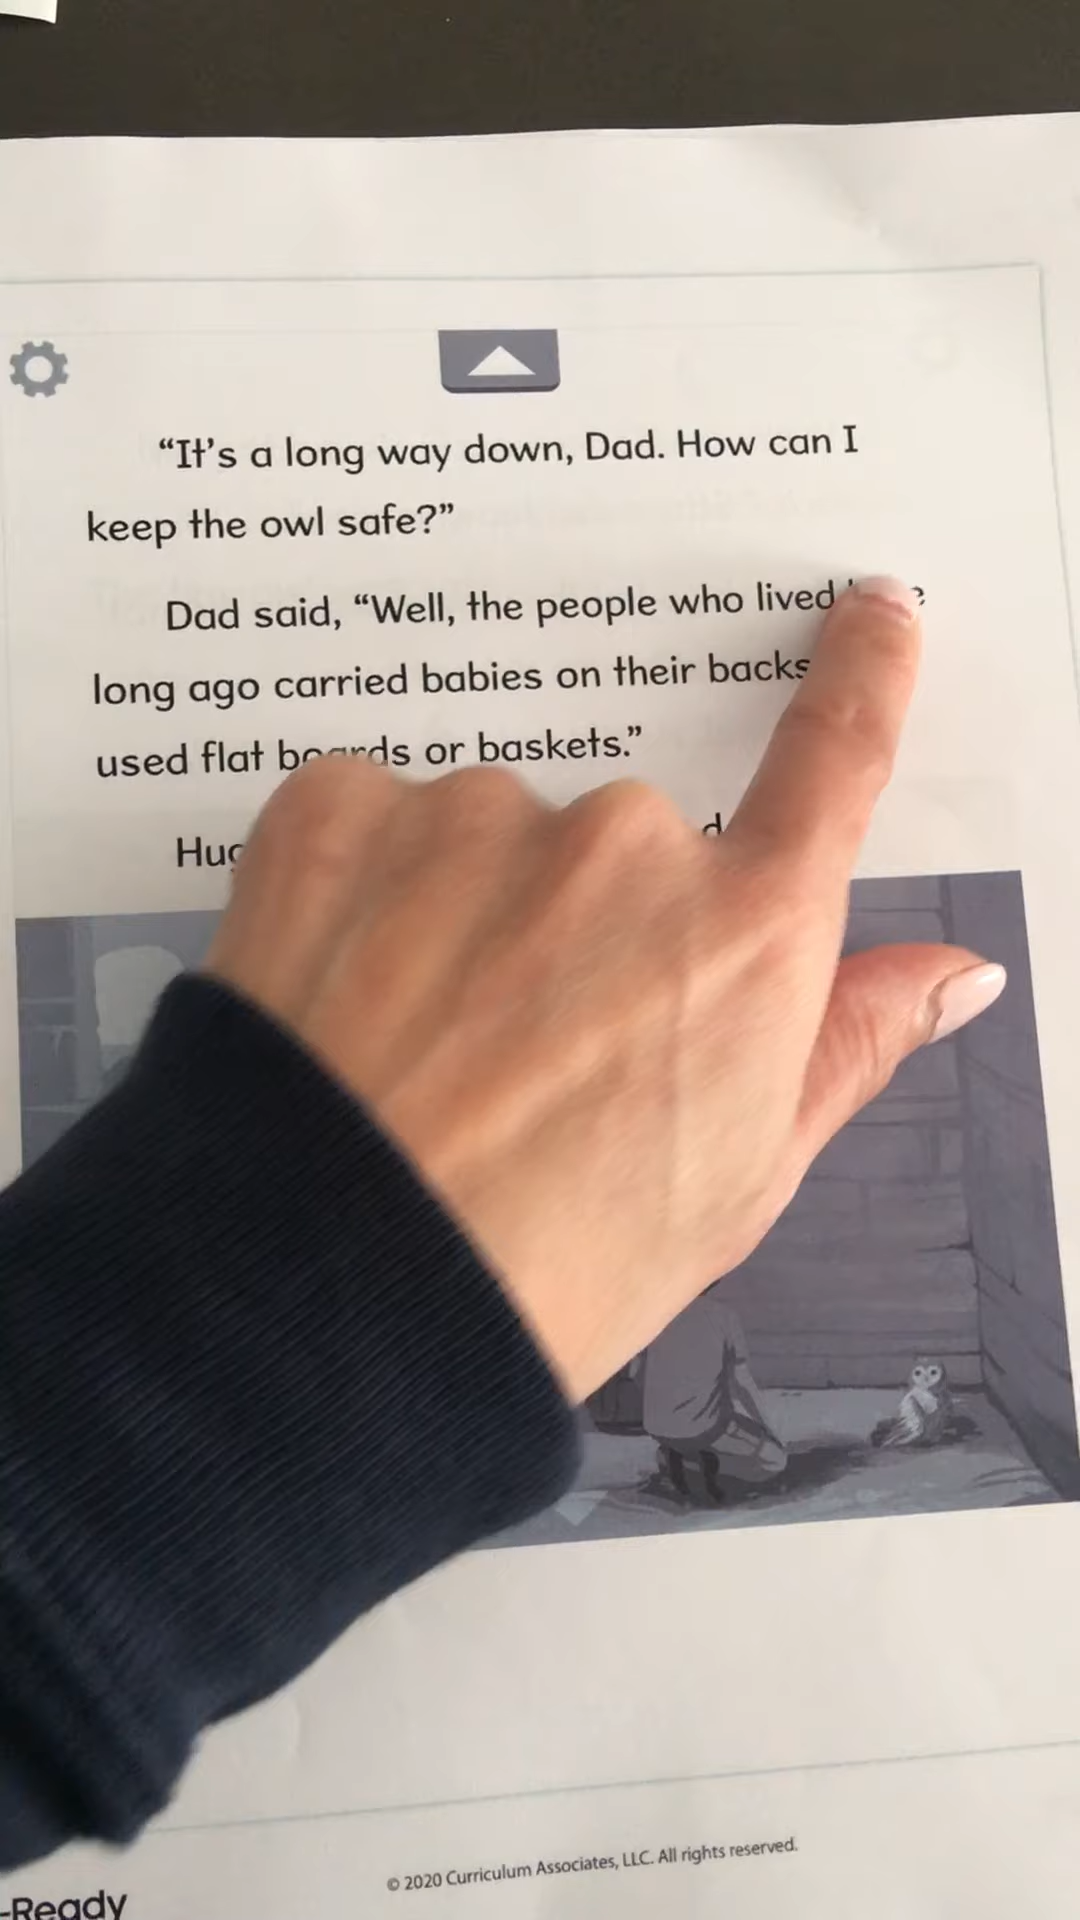 “It’s a long way down, Dad. How can I
keep the owl safe?”
Dad said, “Well, the people who lived
long ago carried babies on their backs
used flat boards or baskets.”
© 2020 Curriculum Associates, LLC. All rights reserved.
-Ready